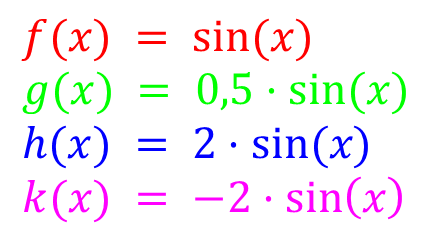 f(x) = sin(x)
g(x) = 0,5 · sin(x)
h(x) = 2 · sin(x)
k(x) = −2 · sin(x)